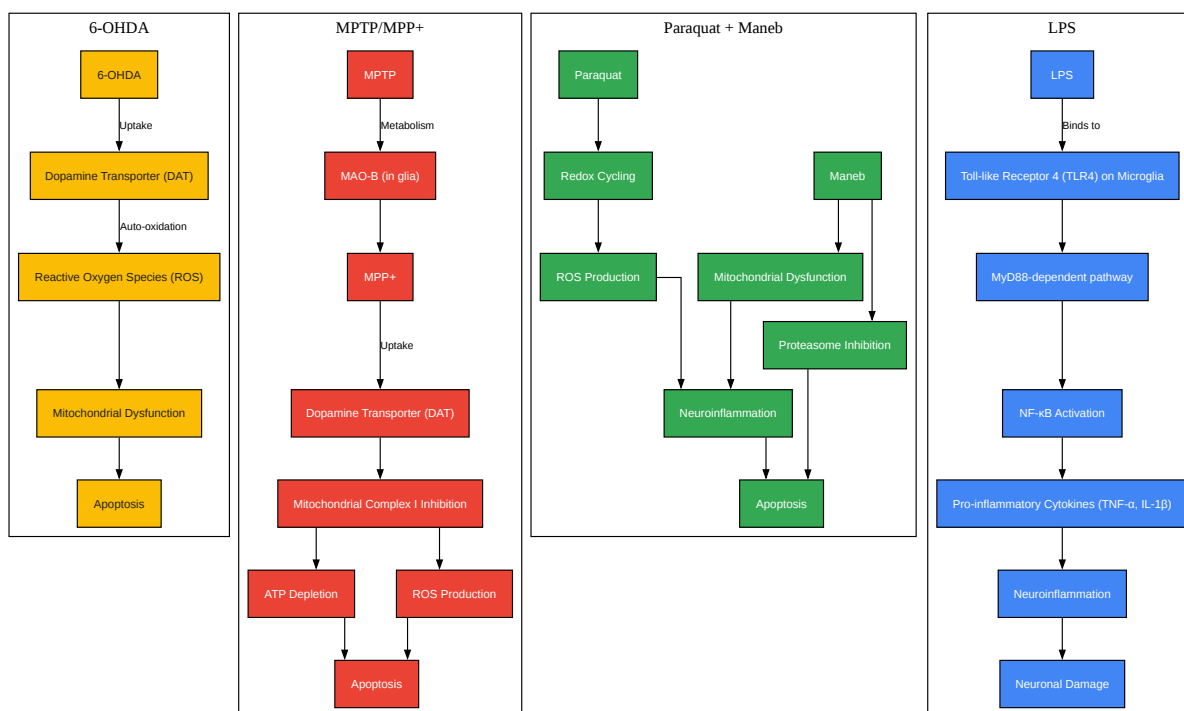 6-OHDA
6-OHDA
Uptake
Dopamine Transporter (DAT)
Auto-oxidation
Reactive Oxygen Species (ROS)
Mitochondrial Dysfunction
Apoptosis
MPTP/MPP+
MPTP
Metabolism
MAO-B (in glia)
MPP+
Uptake
Dopamine Transporter (DAT)
Mitochondrial Complex I Inhibition
ATP Depletion
ROS Production
Apoptosis
Paraquat + Maneb
Paraquat
Redox Cycling
Maneb
ROS Production
Mitochondrial Dysfunction
Proteasome Inhibition
Neuroinflammation
Apoptosis
LPS
LPS
Binds to
Toll-like Receptor 4 (TLR4) on Microglia
MyD88-dependent pathway
NF-κB Activation
Pro-inflammatory Cytokines (TNF-α, IL-1β)
Neuroinflammation
Neuronal Damage